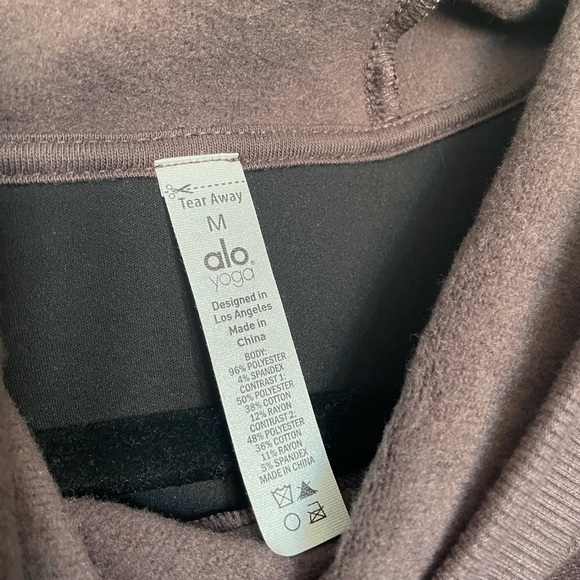 Tear Away
M
alo®
yoga
Designed in
Los Angeles
Made in
China
BODY:
96% POLYESTER
4% SPANDEX
CONTRAST 1:
50% POLYESTER
38% COTTON
12% RAYON
CONTRAST 2:
48% POLYESTER
36% COTTON
11% RAYON
5% SPANDEX
MADE IN CHINA